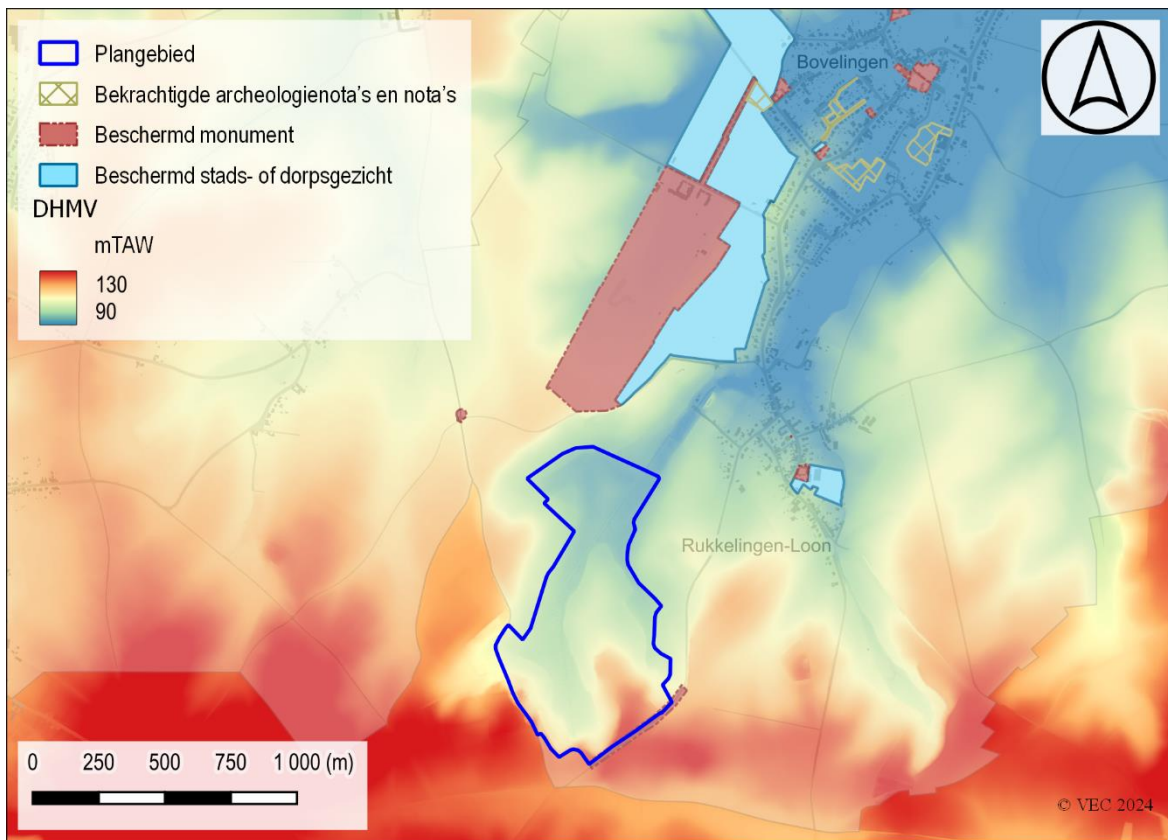 Plangebied
Bekrachtigde archeologienota's en nota's
Beschermd monument
Beschermd stads- of dorpsgezicht
DHMV
mTAW
130
90
Bovelingen
Rukkelingen-Loon
0 250 500 750 1 000 (m)
© VEC 2024